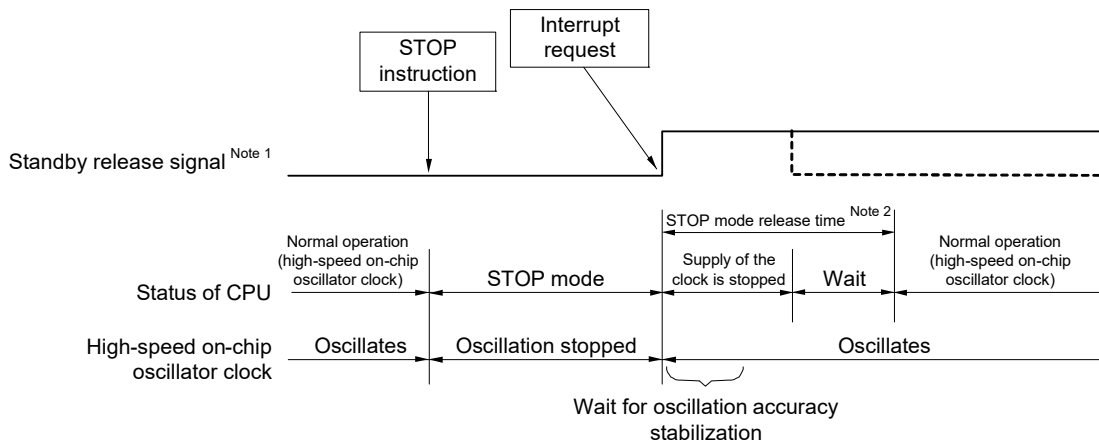 STOP
instruction
Interrupt
request
Standby release signal Note 1
STOP mode release time Note 2
Normal operation
(high-speed on-chip
oscillator clock)
Supply of the
clock is stopped
Normal operation
(high-speed on-chip
oscillator clock)
Status of CPU
STOP mode
Wait
High-speed on-chip
oscillator clock
Oscillates
Oscillation stopped
Oscillates
Wait for oscillation accuracy
stabilization